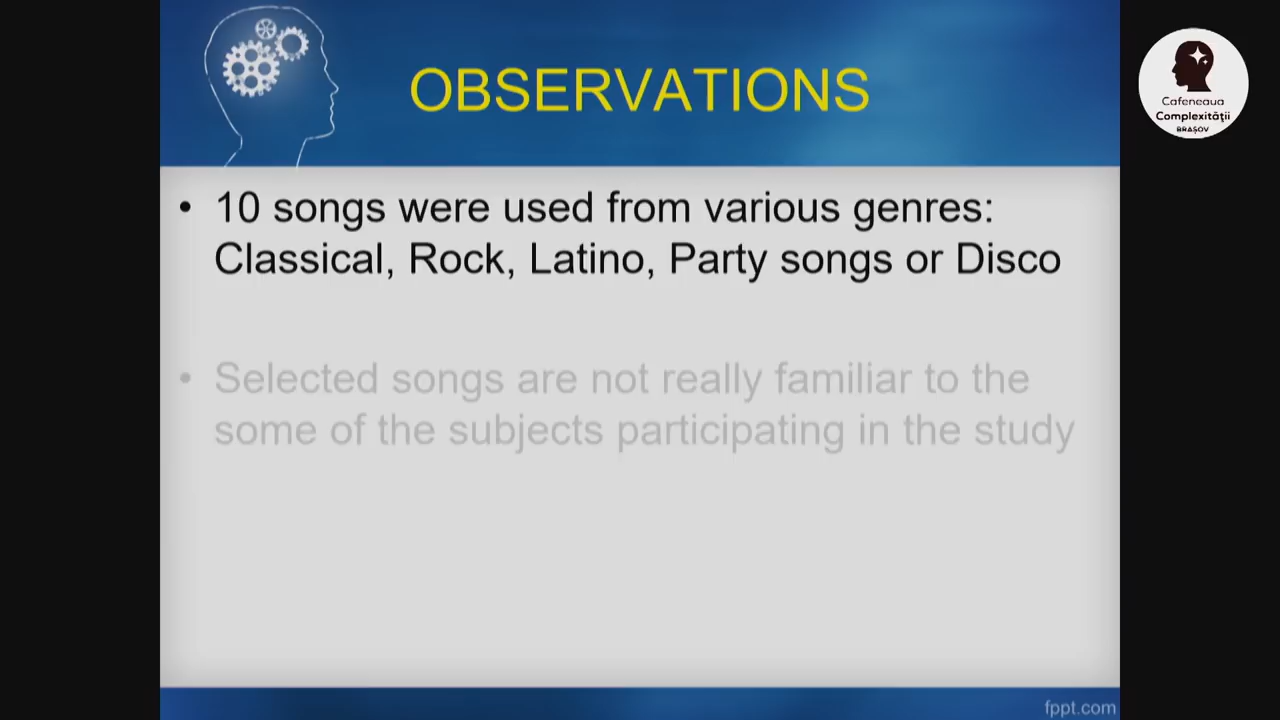 OBSERVATIONS
Cafeneaua
Complexității
BRAȘOV
• 10 songs were used from various genres:
Classical, Rock, Latino, Party songs or Disco
• Selected songs are not really familiar to the
some of the subjects participating in the study
fppt.com